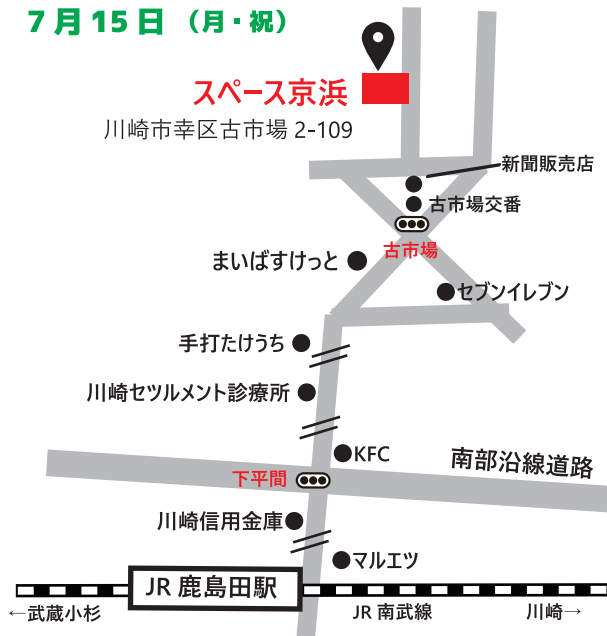 7月15日（月・祝）
スペース京浜
川崎市幸区古市場 2-109
新聞販売店
古市場交番
古市場
まいばすけっと
セブンイレブン
手打たけうち
川崎セツルメント診療所
KFC
南部沿線道路
下平間
川崎信用金庫
マルエツ
JR 鹿島田駅
←武蔵小杉
JR 南武線
川崎→